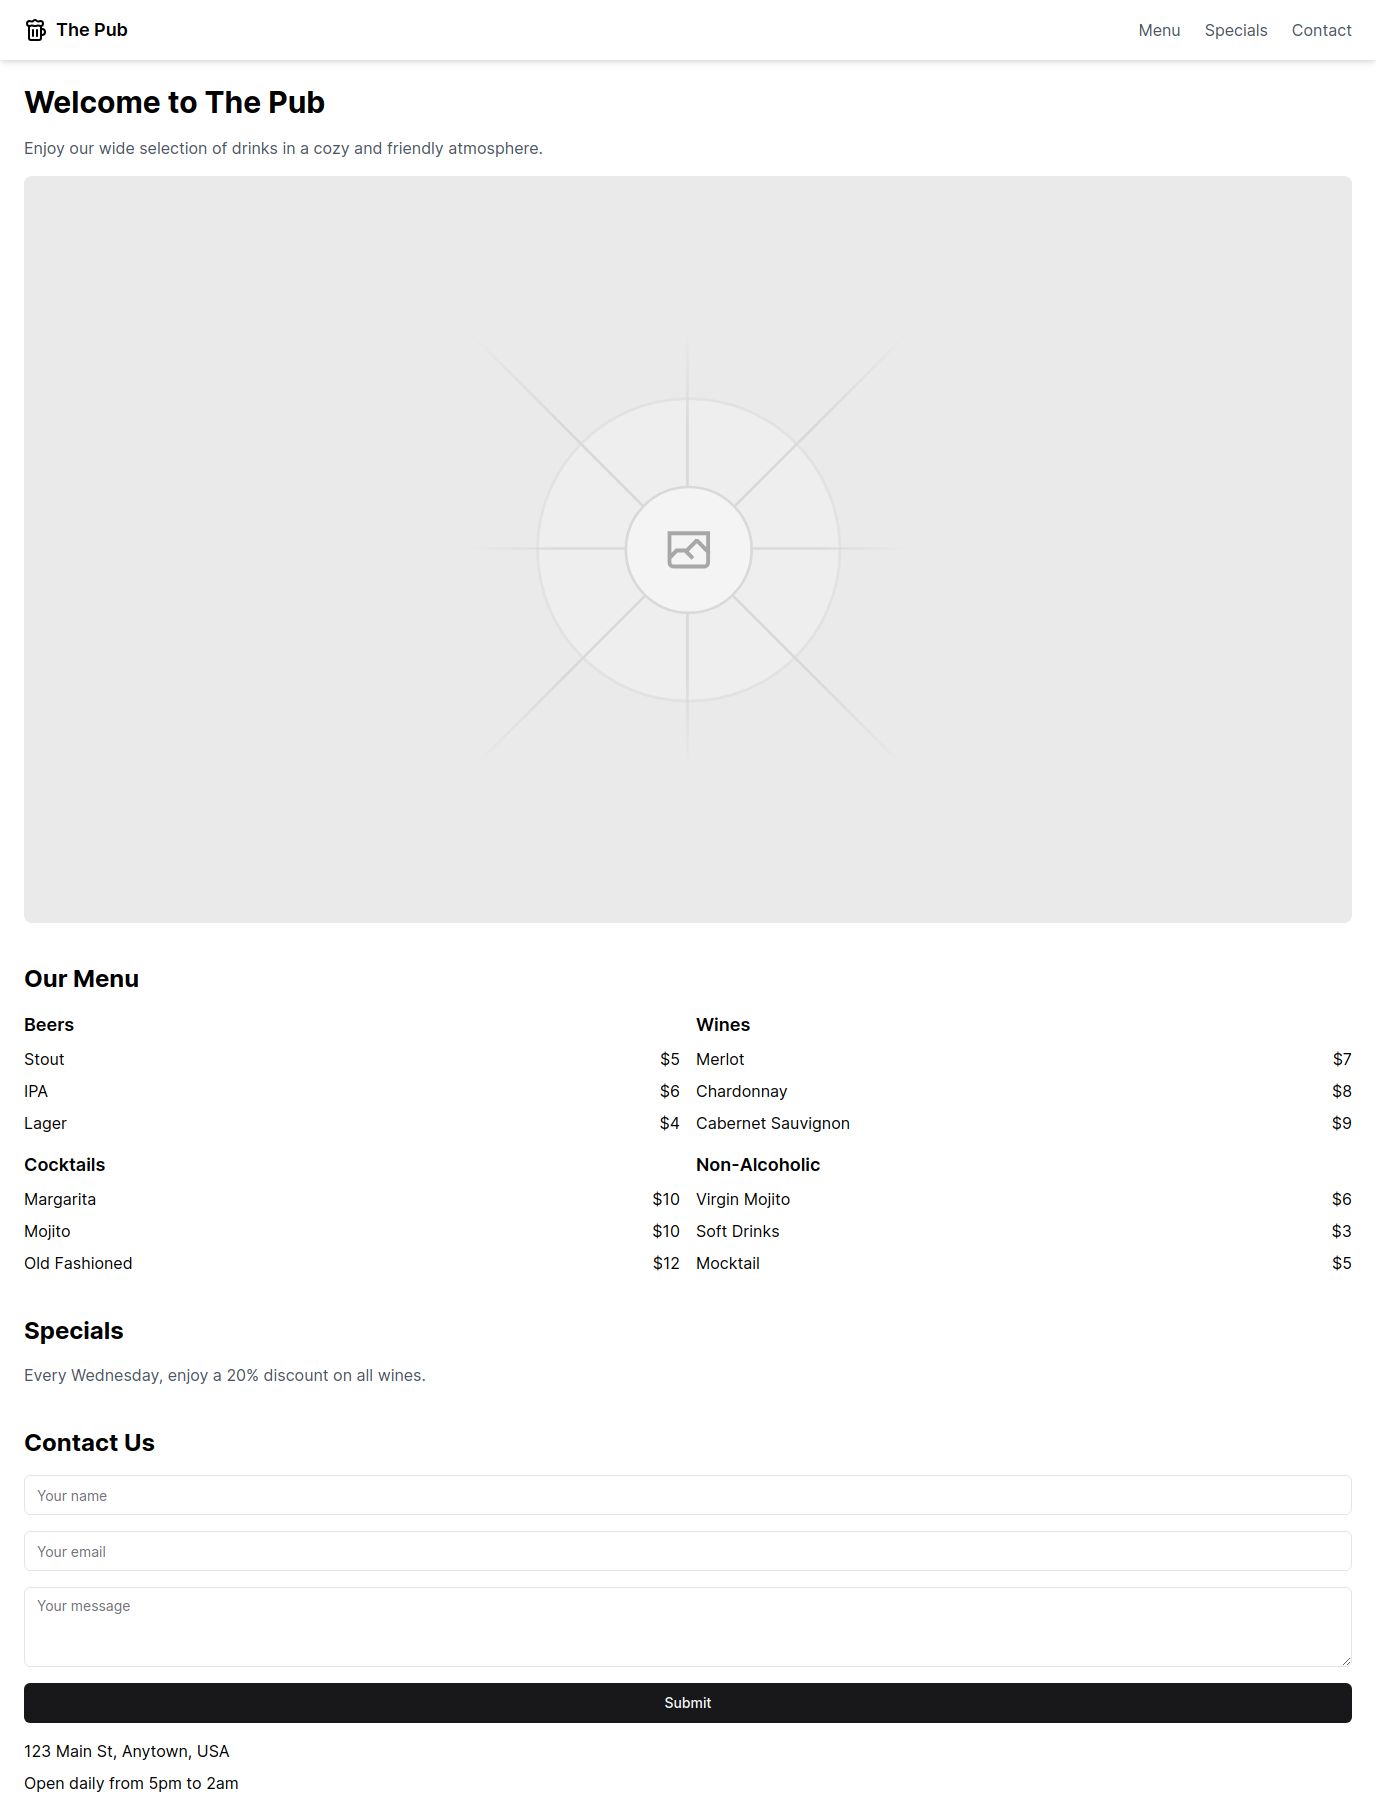 The Pub
Menu Specials Contact
Welcome to The Pub
Enjoy our wide selection of drinks in a cozy and friendly atmosphere.
Our Menu
Beers
Stout $5
IPA $6
Lager $4
Wines
Merlot $7
Chardonnay $8
Cabernet Sauvignon $9
Cocktails
Margarita $10
Mojito $10
Old Fashioned $12
Non-Alcoholic
Virgin Mojito $6
Soft Drinks $3
Mocktail $5
Specials
Every Wednesday, enjoy a 20% discount on all wines.
Contact Us
Your name
Your email
Your message
Submit
123 Main St, Anytown, USA
Open daily from 5pm to 2am